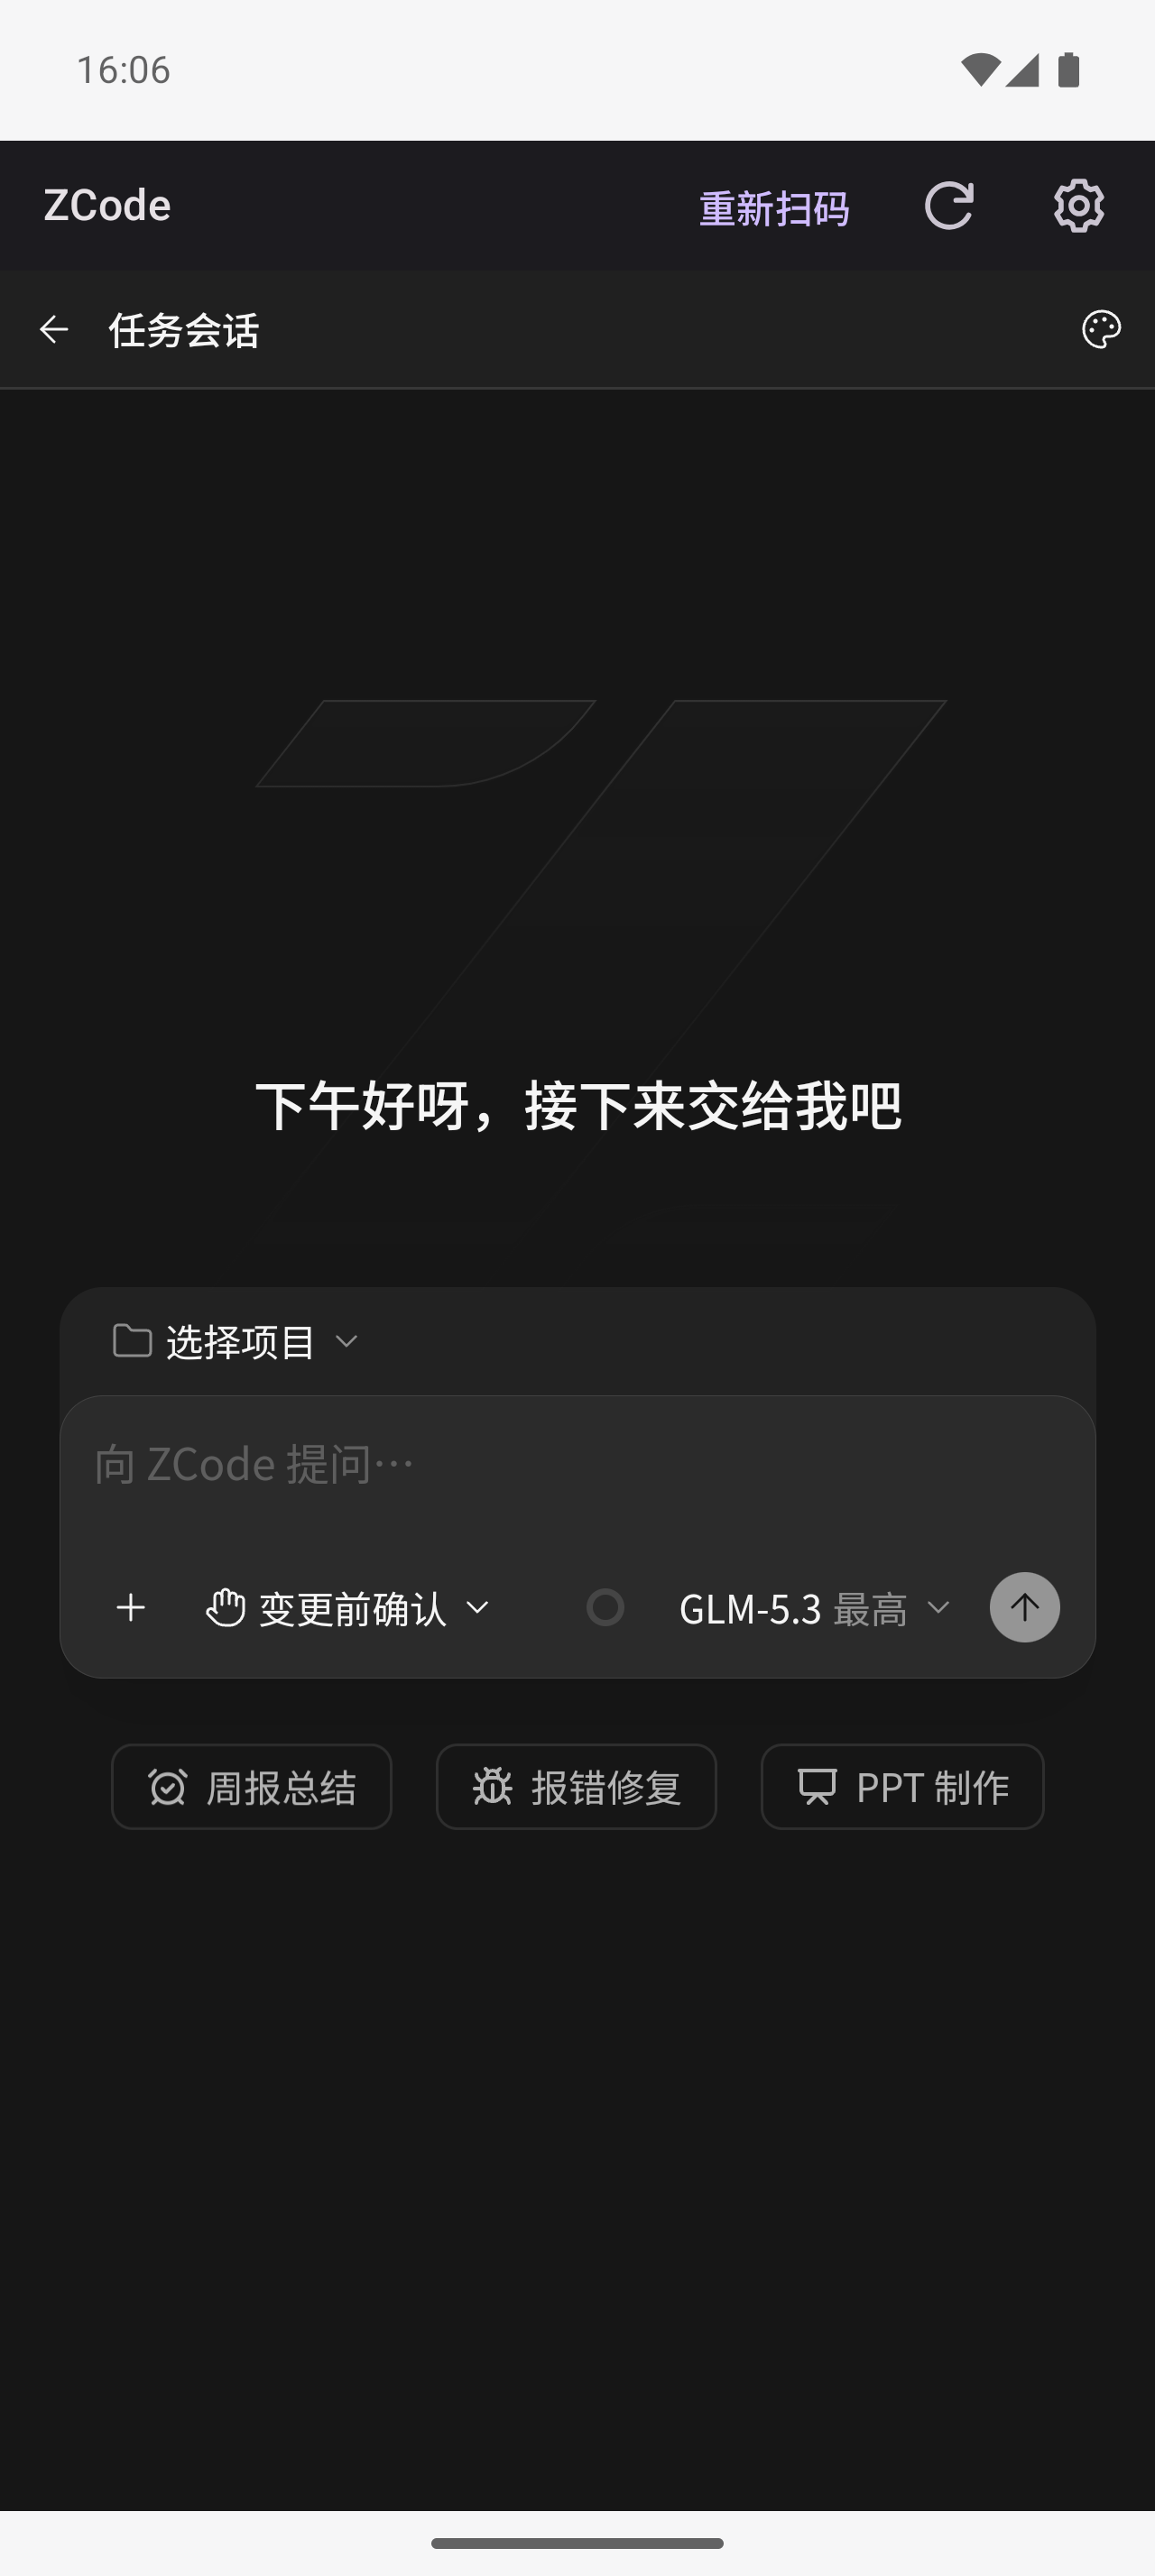 16:06
ZCode 重新扫码
任务会话
下午好呀，接下来交给我吧
选择项目
向 ZCode 提问…
变更前确认 GLM-5.3 最高
周报总结 报错修复 PPT 制作